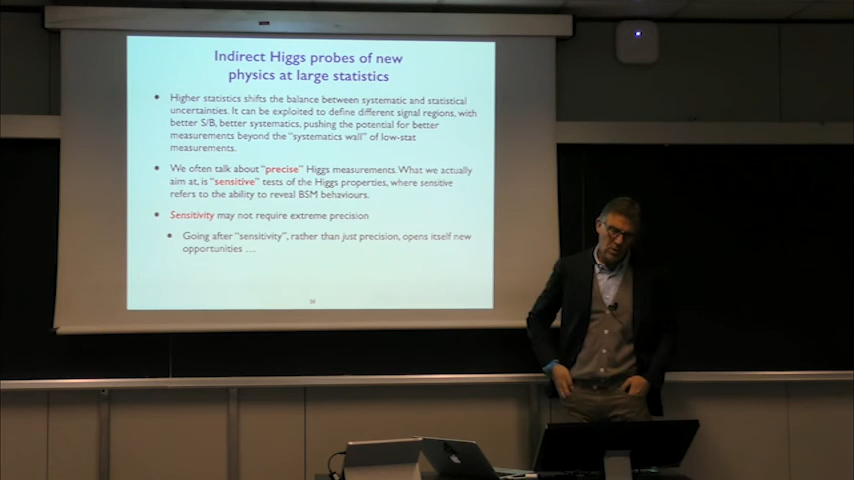 Indirect Higgs probes of new
physics at large statistics
• Higher statistics shifts the balance between systematic and statistical
uncertainties. It can be exploited to define different signal regions, with
better S/B, better systematics, pushing the potential for better
measurements beyond the "systematics wall" of low-stat
measurements.
• We often talk about "precise" Higgs measurements. What we actually
aim at, is "sensitive" tests of the Higgs properties, where sensitive
refers to the ability to reveal BSM behaviours.
• Sensitivity may not require extreme precision
• Going after "sensitivity", rather than just precision, opens itself new
opportunities ....